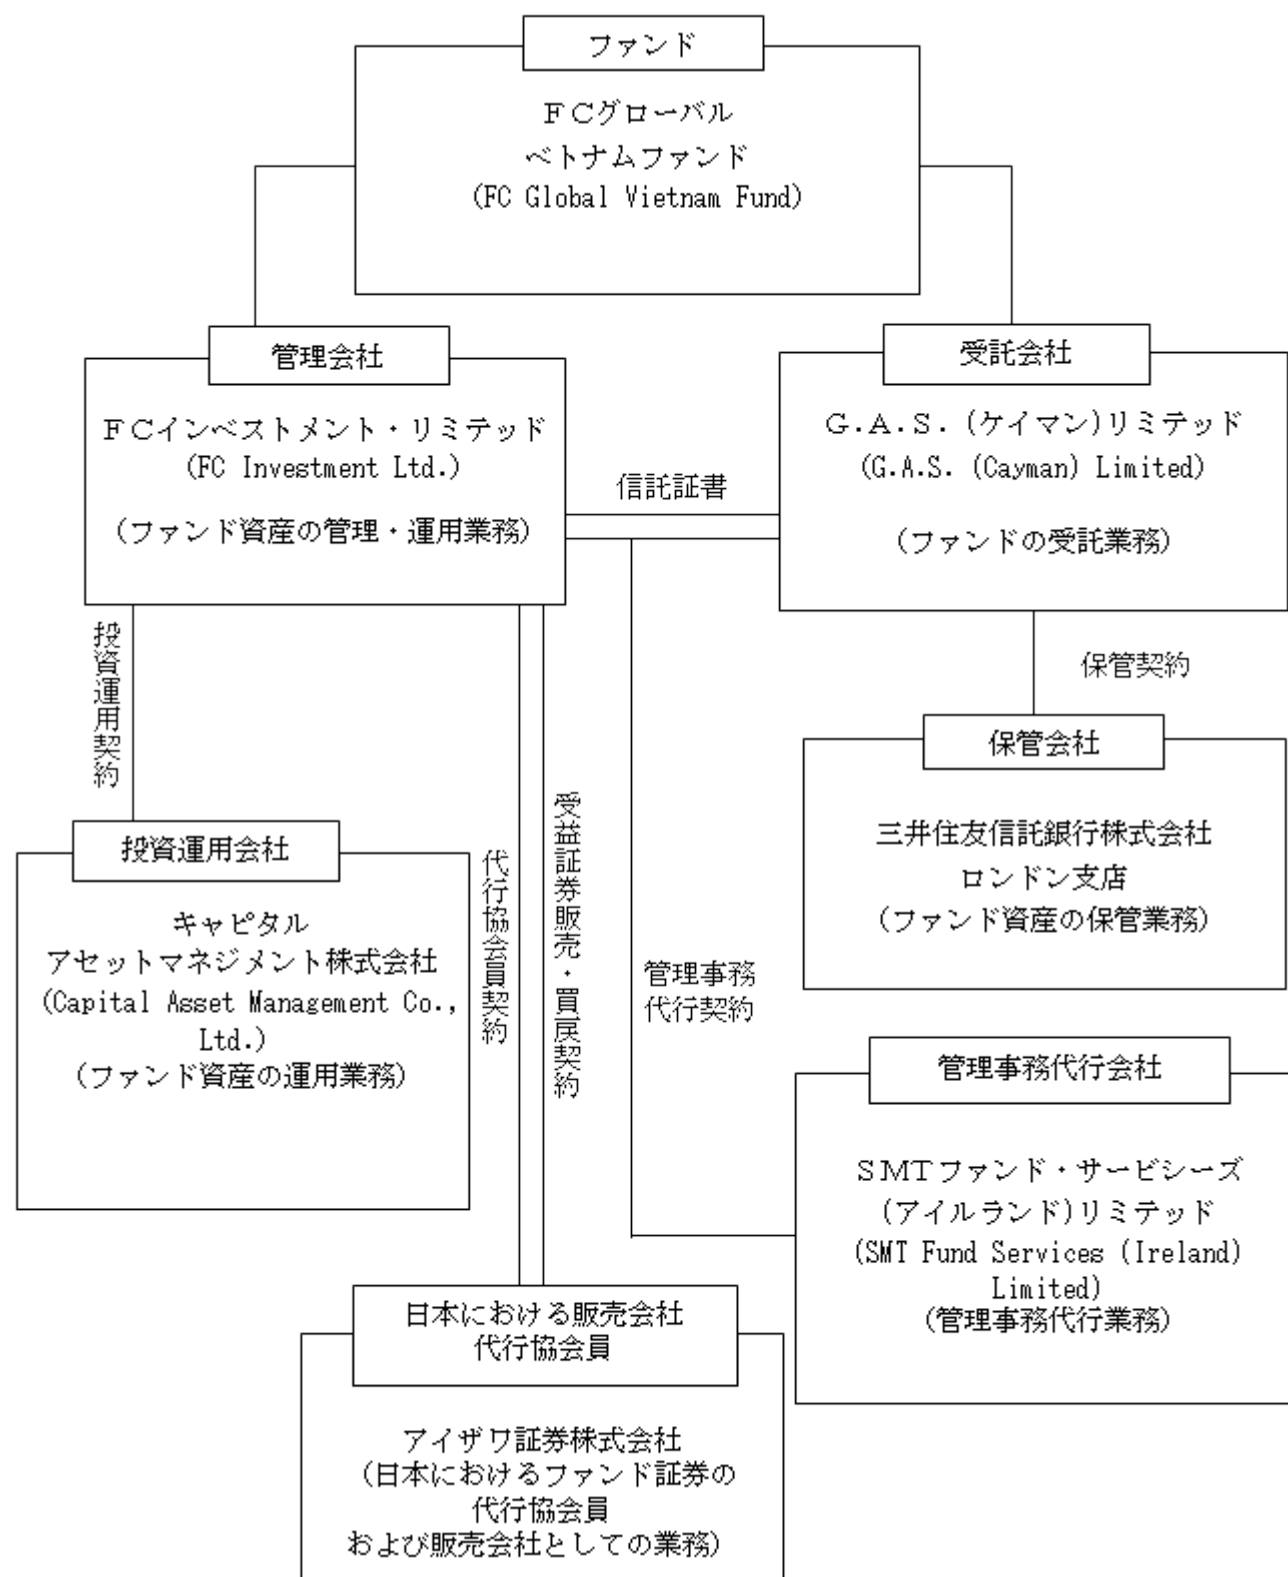 ファンド
ＦＣグローバル
ベトナムファンド
(FC Global Vietnam Fund)
管理会社
ＦＣインベストメント・リミテッド
(FC Investment Ltd.)
(ファンド資産の管理・運用業務)
受託会社
Ｇ.Ａ.Ｓ.(ケイマン)リミテッド
(G.A.S. (Cayman) Limited)
(ファンドの受託業務)
信託証書
投資運用契約
保管契約
保管会社
三井住友信託銀行株式会社
ロンドン支店
(ファンド資産の保管業務)
投資運用会社
キャピタル
アセットマネジメント株式会社
(Capital Asset Management Co.,
Ltd.)
(ファンド資産の運用業務)
代行協会員契約
受益証券販売・買戻契約
管理事務
代行契約
管理事務代行会社
ＳＭＴファンド・サービシーズ
(アイルランド)リミテッド
(SMT Fund Services (Ireland)
Limited)
(管理事務代行業務)
日本における販売会社
代行協会員
アイザワ証券株式会社
(日本におけるファンド証券の
代行協会員
および販売会社としての業務)